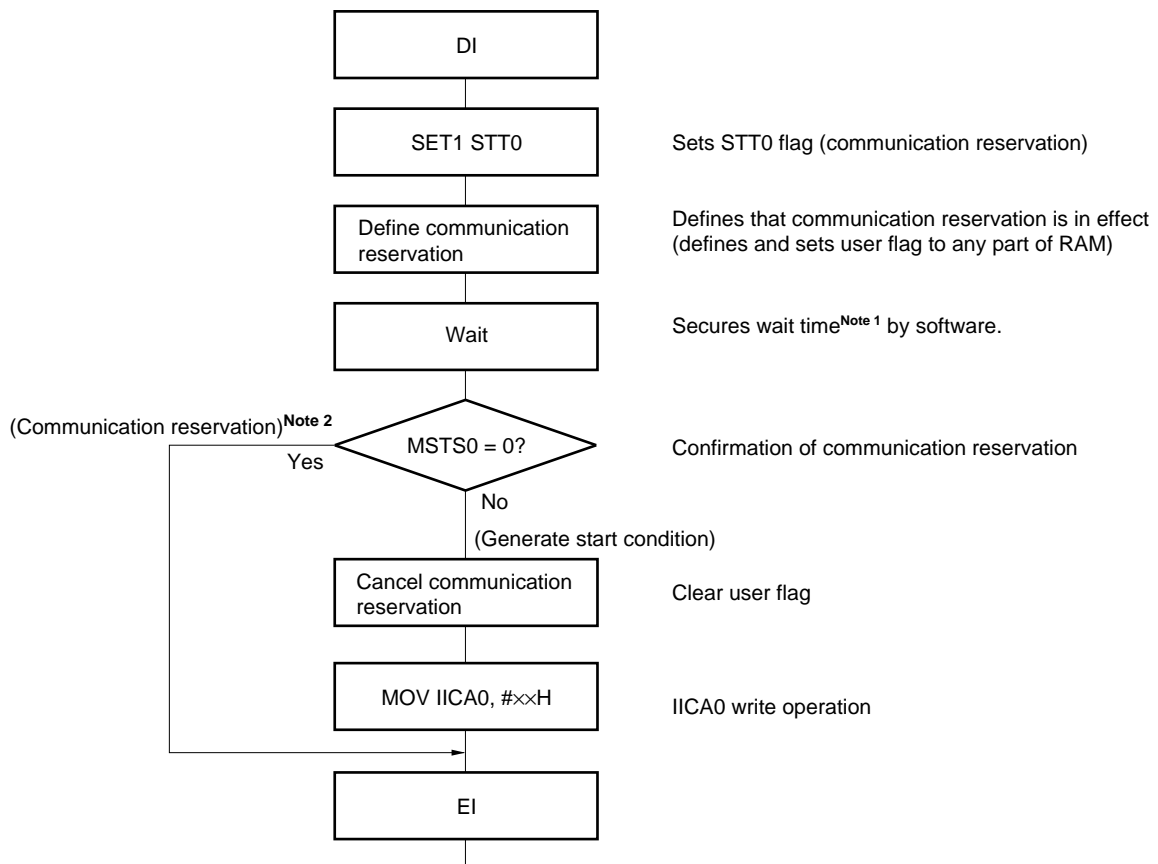 DI
SET1 STT0
Sets STT0 flag (communication reservation)
Define communication
reservation
Defines that communication reservation is in effect
(defines and sets user flag to any part of RAM)
Wait
Secures wait timeNote 1 by software.
(Communication reservation)Note 2
Yes
MSTS0 = 0?
Confirmation of communication reservation
No
(Generate start condition)
Cancel communication
reservation
Clear user flag
MOV IICA0, #××H
IICA0 write operation
EI